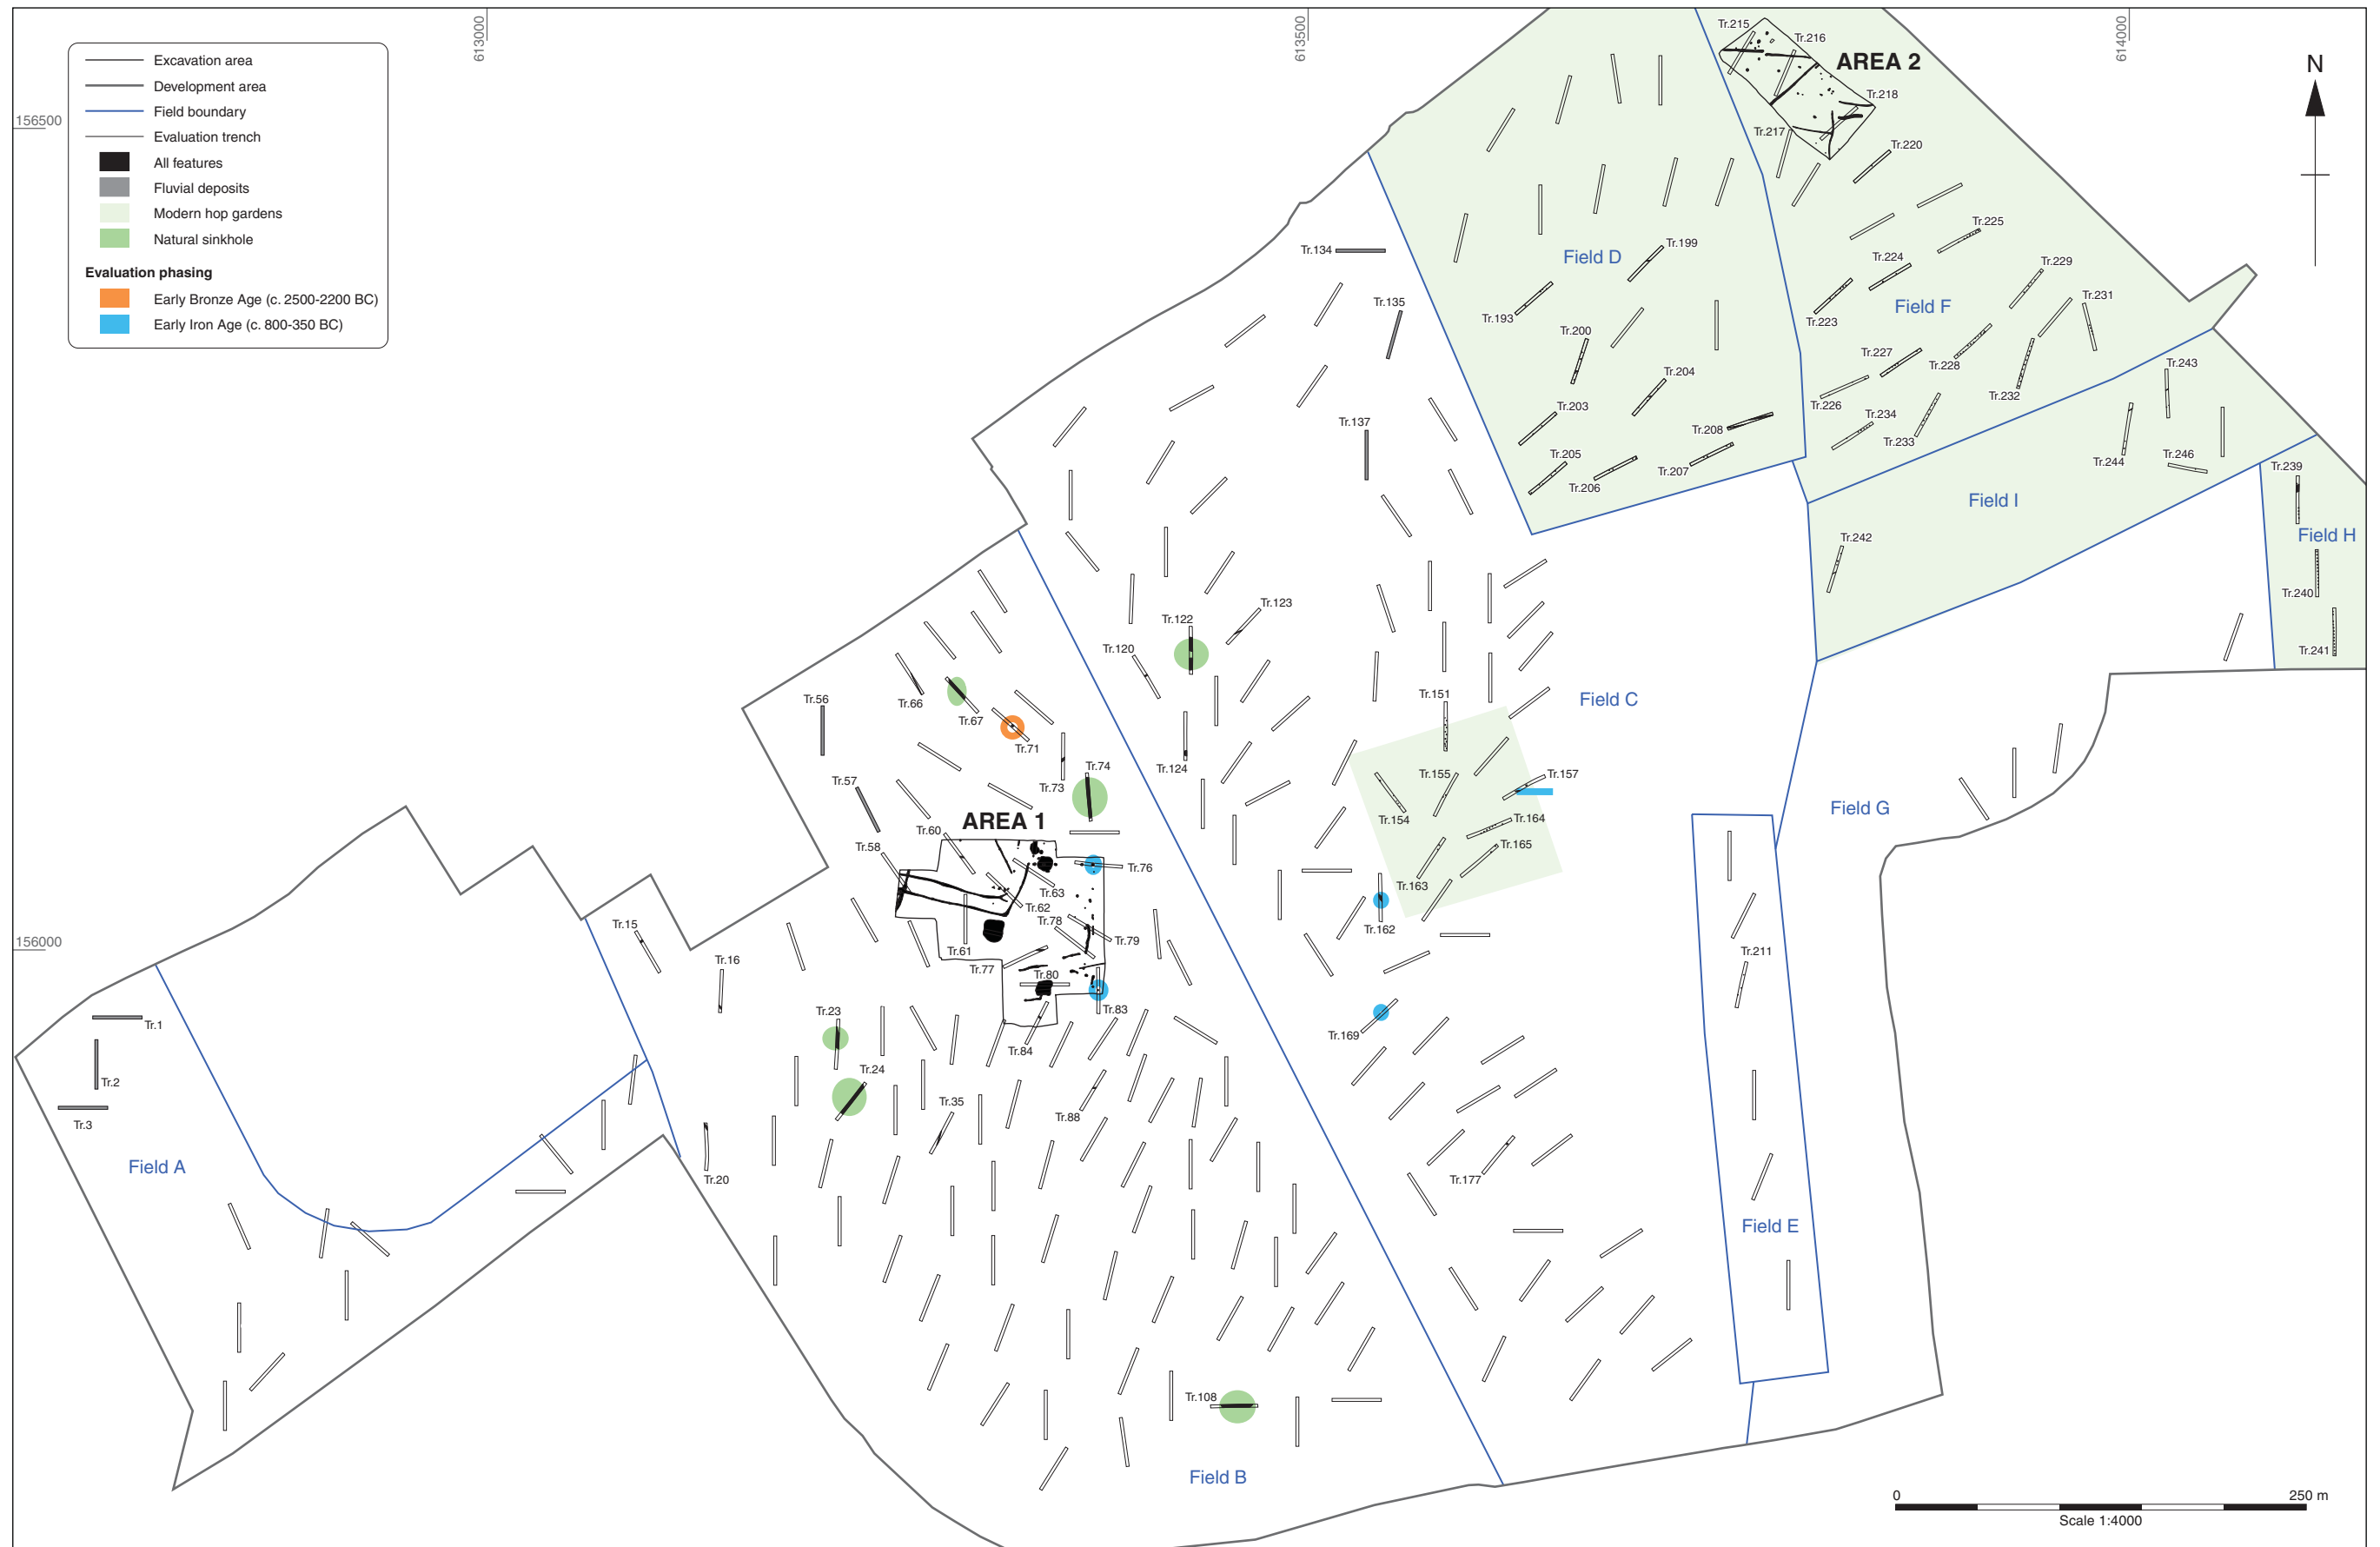 613000
613500
614000
156500
156000
Excavation area
Development area
Field boundary
Evaluation trench
All features
Fluvial deposits
Modern hop gardens
Natural sinkhole
Evaluation phasing
Early Bronze Age (c. 2500-2200 BC)
Early Iron Age (c. 800-350 BC)
N
Tr.215
Tr.216
AREA 2
Tr.218
Tr.217
Tr.220
Tr.225
Tr.134
Tr.199
Field D
Tr.224
Tr.229
Tr.135
Tr.193
Field F
Tr.231
Tr.223
Tr.200
Tr.227
Tr.228
Tr.243
Tr.204
Tr.232
Tr.226
Tr.203
Tr.234
Tr.137
Tr.208
Tr.233
Tr.205
Tr.207
Tr.206
Tr.244
Tr.246
Tr.239
Field I
Field H
Tr.242
Tr.240
Tr.241
Tr.123
Tr.122
Tr.120
Tr.66
Tr.56
Tr.67
Tr.71
Tr.151
Field C
Tr.124
Tr.74
Tr.73
Tr.57
Tr.155
Tr.157
Tr.154
Field G
AREA 1
Tr.60
Tr.164
Tr.58
Tr.165
Tr.76
Tr.63
Tr.163
Tr.62
Tr.78
Tr.162
Tr.79
Tr.61
Tr.77
Tr.80
Tr.15
Tr.16
Tr.211
Tr.83
Tr.23
Tr.169
Tr.84
Tr.1
Tr.24
Tr.2
Tr.35
Tr.88
Tr.3
Field A
Tr.20
Tr.177
Field E
Tr.108
Field B
0
250 m
Scale 1:4000